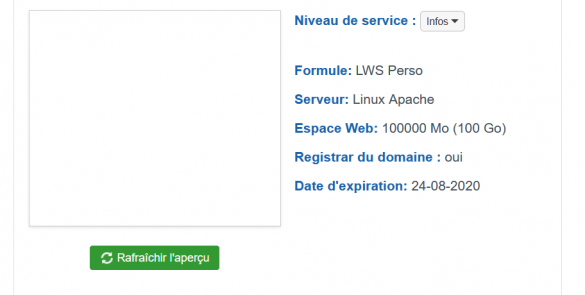 Niveau de service : Infos
Formule: LWS Perso
Serveur: Linux Apache
Espace Web: 100000 Mo (100 Go)
Registrar du domaine : oui
Date d'expiration: 24-08-2020
Rafraîchir l'aperçu